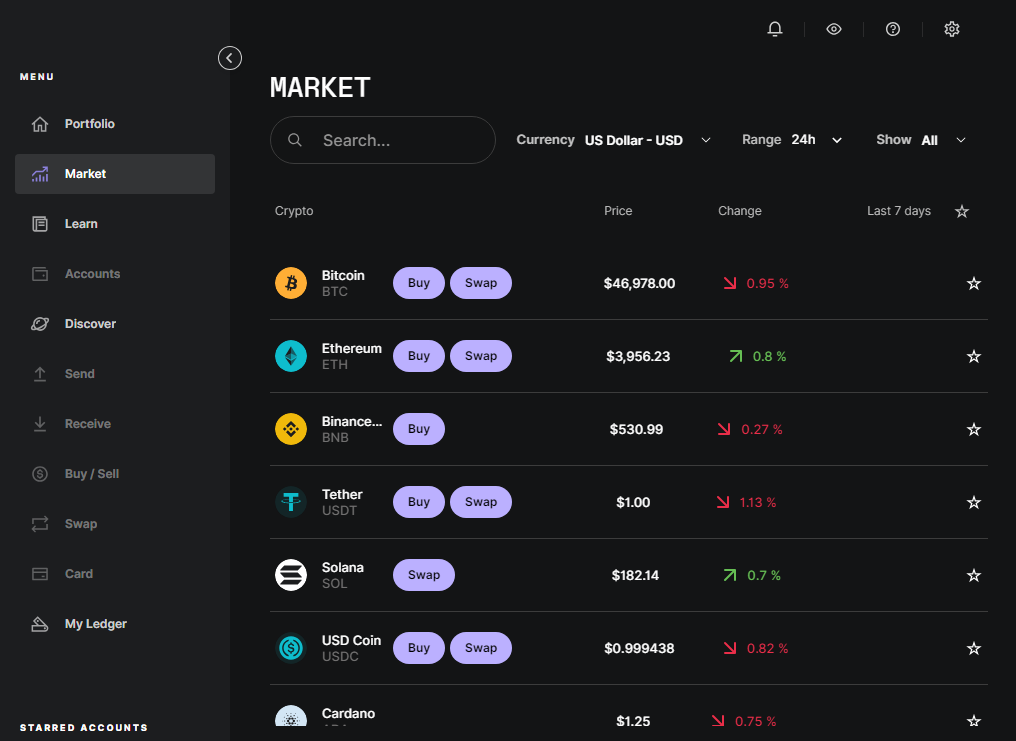 MENU
Portfolio
Market
Learn
Accounts
Discover
Send
Receive
Buy / Sell
Swap
Card
My Ledger
STARRED ACCOUNTS
MARKET
Search...
Currency US Dollar - USD Range 24h Show All
Crypto Price Change Last 7 days
Bitcoin
BTC
Buy Swap $46,978.00 0.95 %
Ethereum
ETH
Buy Swap $3,956.23 0.8 %
Binance...
BNB
Buy $530.99 0.27 %
Tether
USDT
Buy Swap $1.00 1.13 %
Solana
SOL
Swap $182.14 0.7 %
USD Coin
USDC
Buy Swap $0.999438 0.82 %
Cardano
$1.25 0.75 %